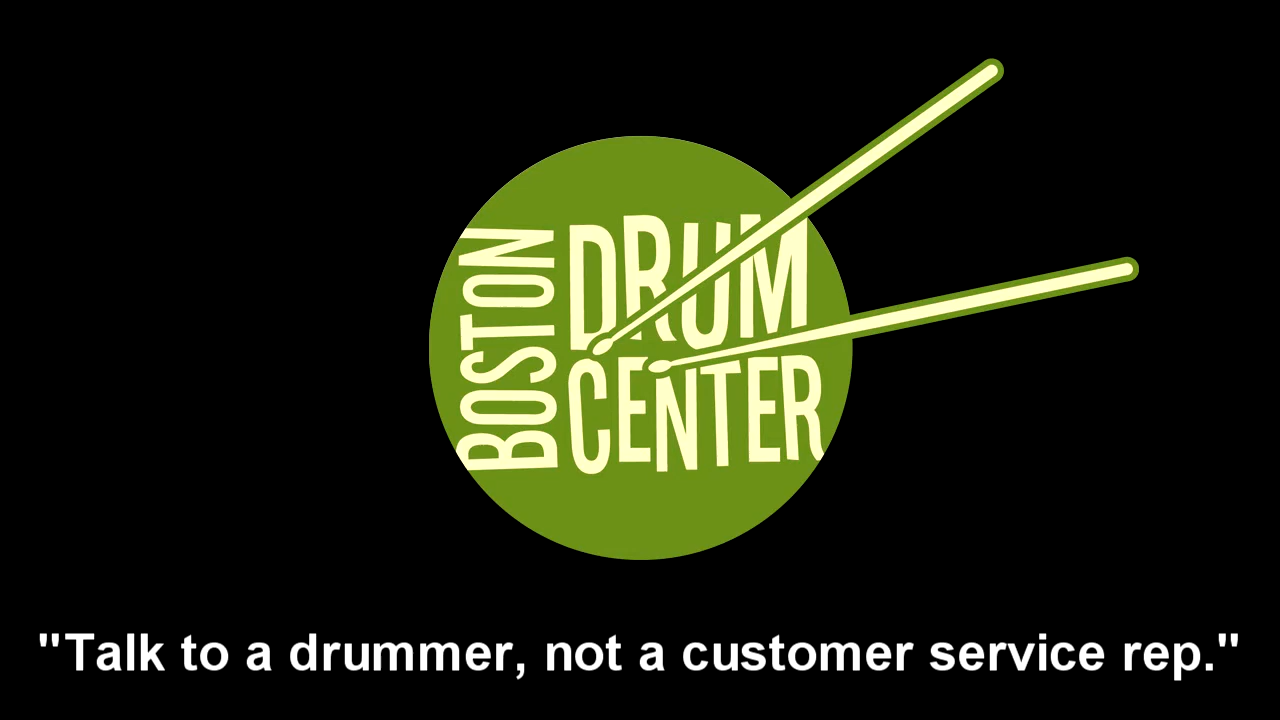 BOSTON
DRUM
CENTER
"Talk to a drummer, not a customer service rep."